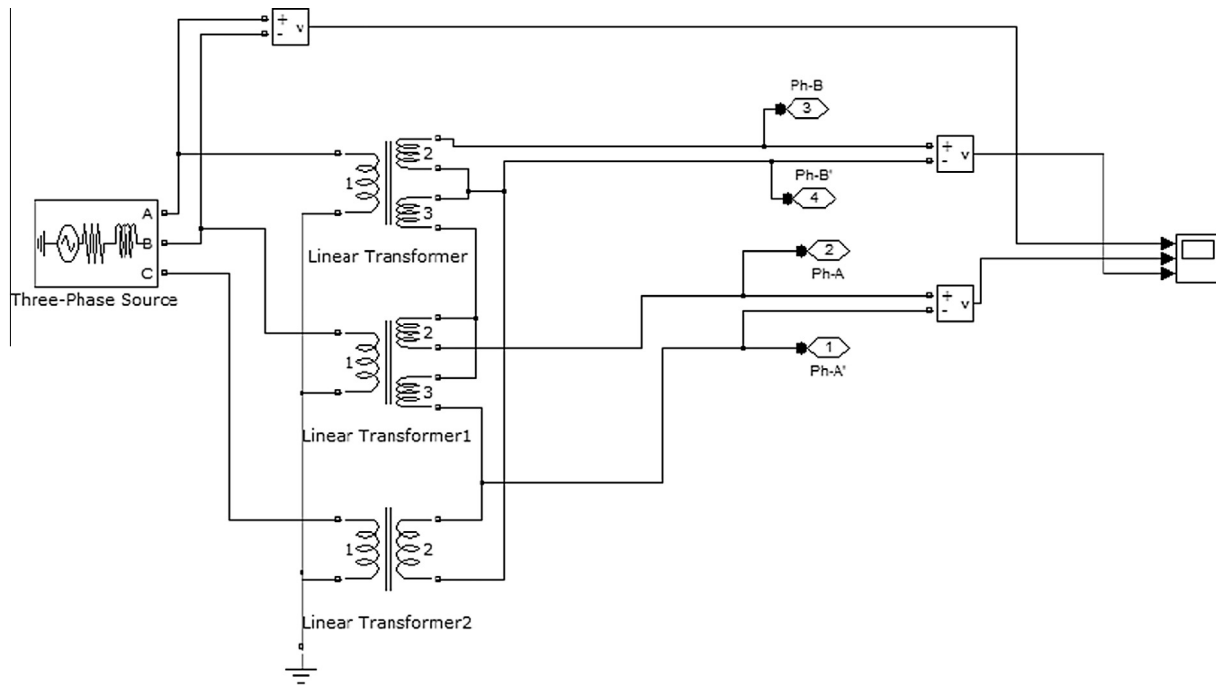 +
-
v
Ph-B
3
2
+
-
v
1
Ph-B'
4
3
A
B
C
Three-Phase Source
Linear Transformer
2
Ph-A
+
-
v
2
1
1
Ph-A'
3
Linear Transformer1
1
2
Linear Transformer2